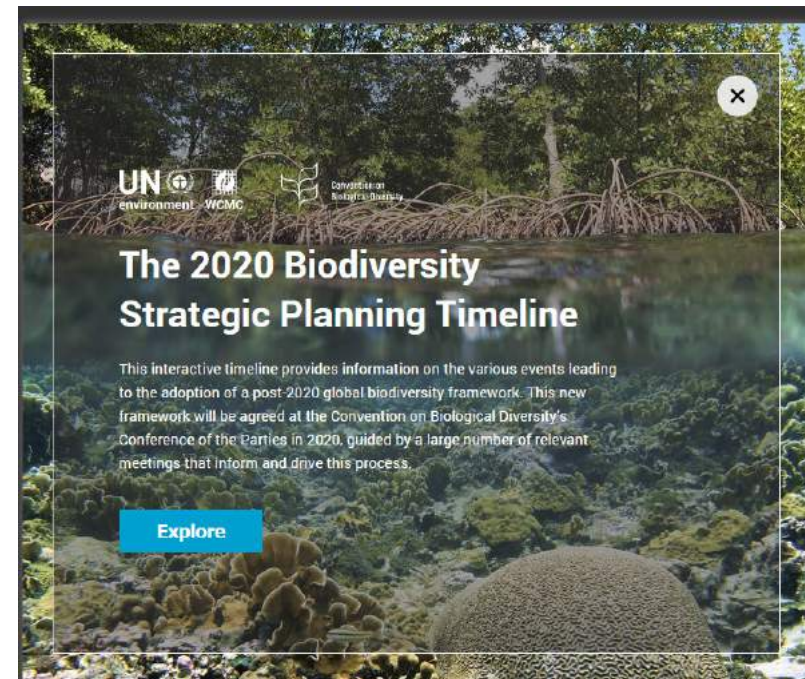 UN
environment WCMC
Convention on
Biological Diversity
The 2020 Biodiversity
Strategic Planning Timeline
This interactive timeline provides information on the various events leading
to the adoption of a post-2020 global biodiversity framework. This new
framework will be agreed at the Convention on Biological Diversity's
Conference of the Parties in 2020, guided by a large number of relevant
meetings that inform and drive this process.
Explore